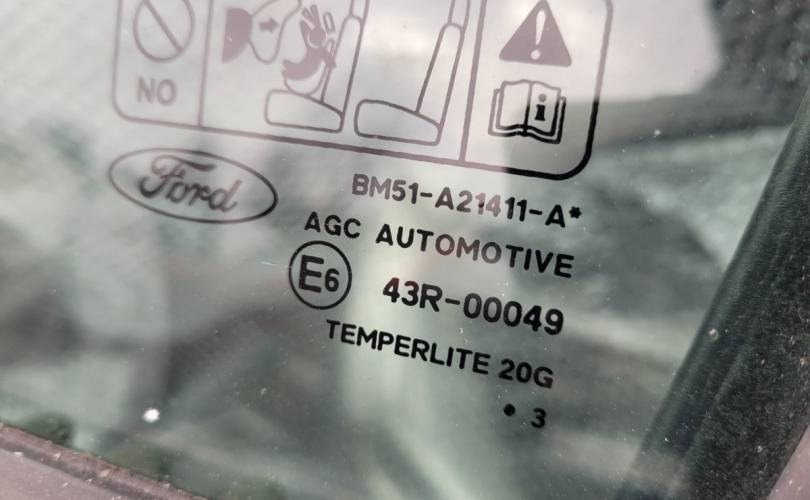 NO
i
Ford
BM51-A21411-A*
AGC AUTOMOTIVE
E6 43R-00049
TEMPERLITE 20G
• 3